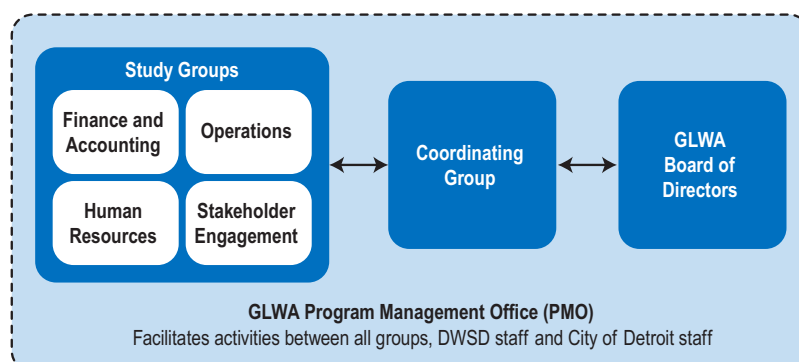 Study Groups
Finance and
Accounting
Operations
Human
Resources
Stakeholder
Engagement
Coordinating
Group
GLWA
Board of
Directors
GLWA Program Management Office (PMO)
Facilitates activities between all groups, DWSD staff and City of Detroit staff